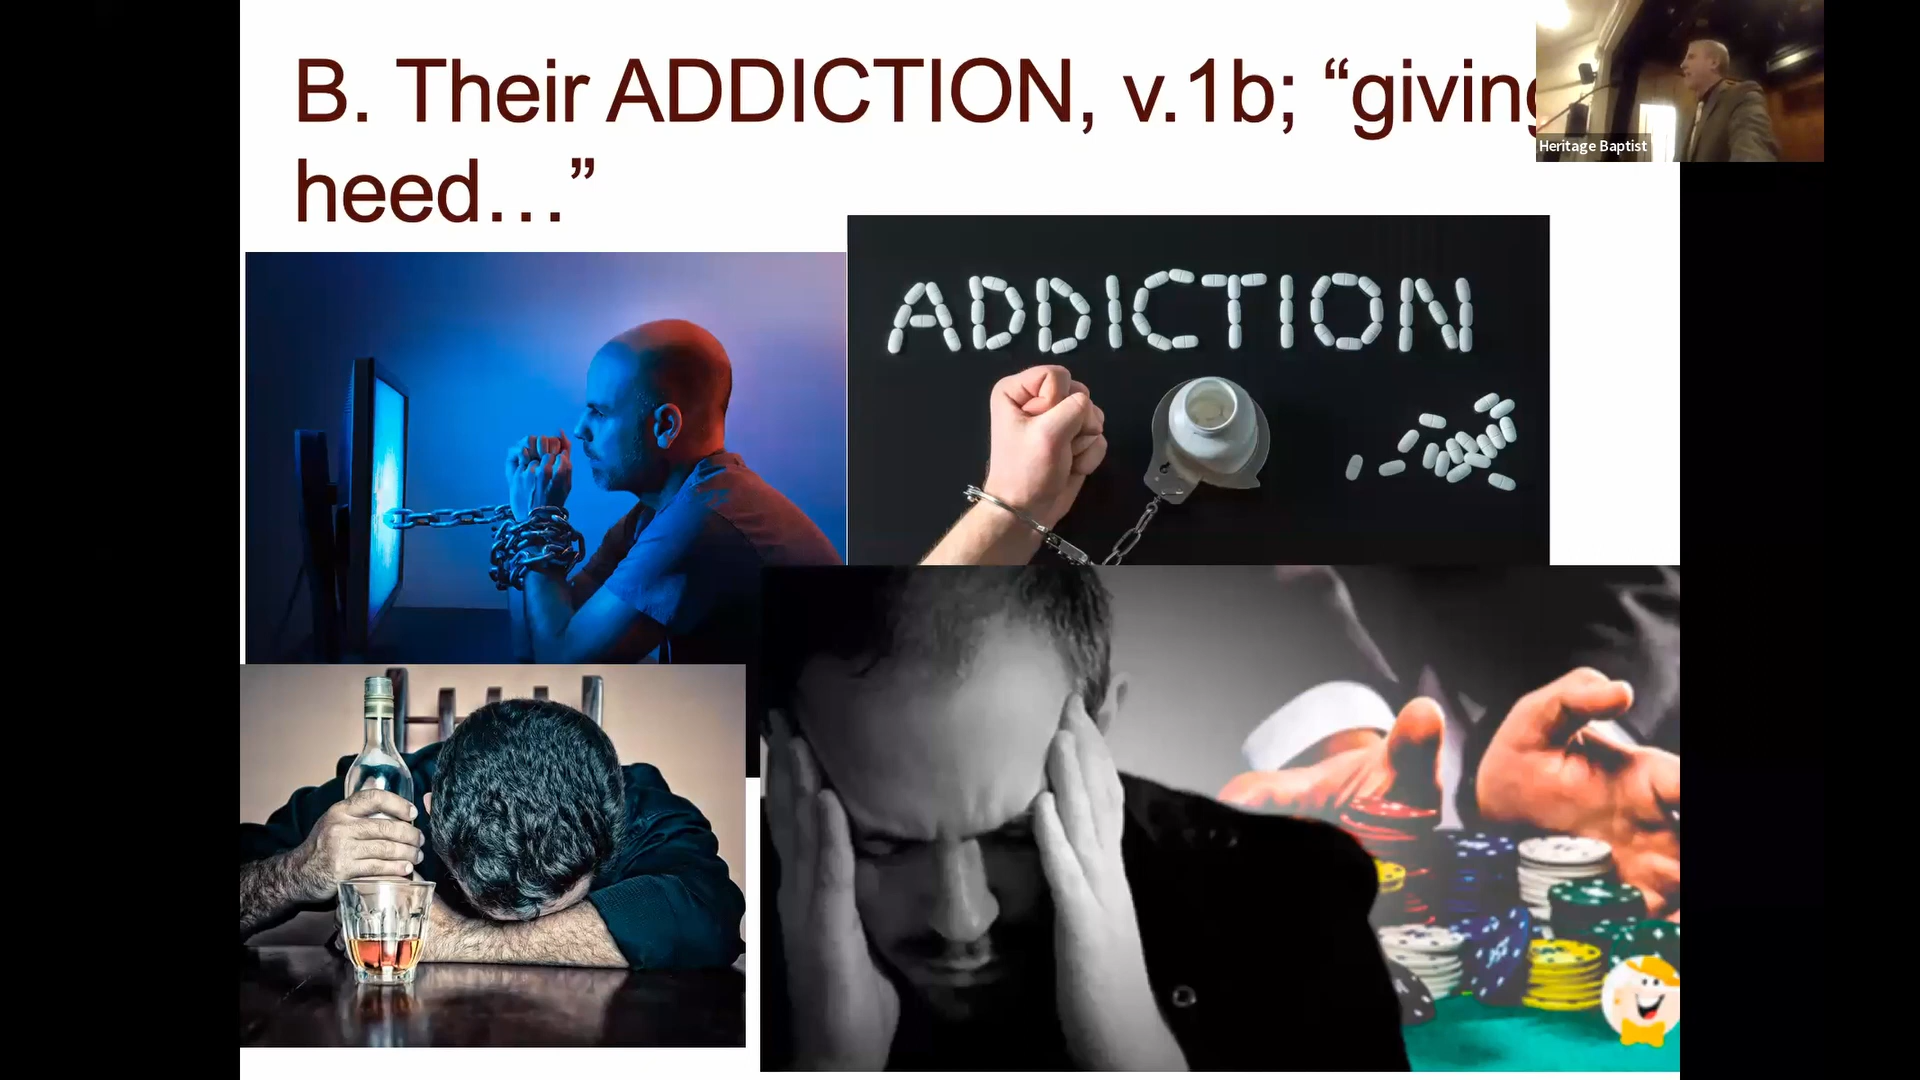 B. Their ADDICTION, v.1b; “giving
heed…”
Heritage Baptist
ADDICTION